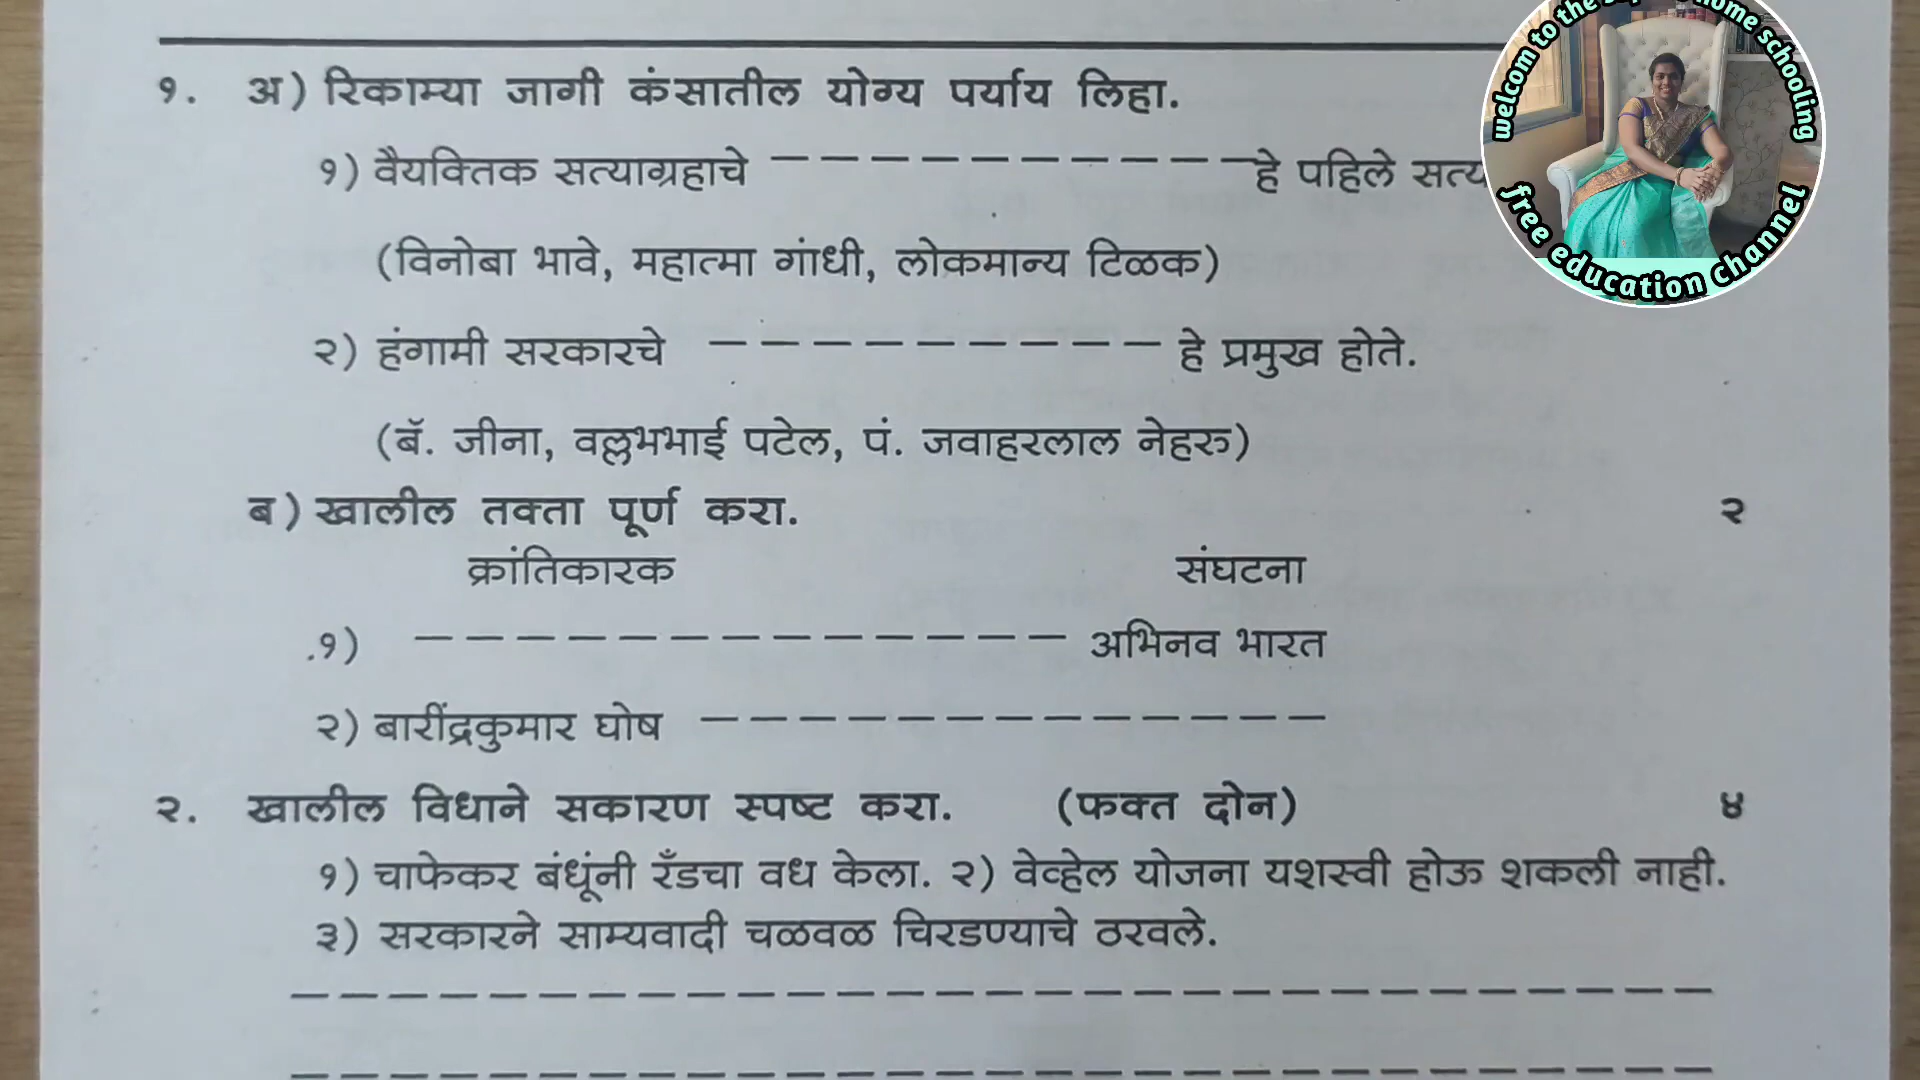 १. अ) रिकाम्या जागी कंसातील योग्य पर्याय लिहा.
१) वैयक्तिक सत्याग्रहाचे ---------- हे पहिले
(विनोबा भावे, महात्मा गांधी, लोकमान्य टिळक)
२) हंगामी सरकारचे ---------- हे प्रमुख होते.
(बॅ. जीना, वल्लभभाई पटेल, पं. जवाहरलाल नेहरु)
ब) खालील तक्ता पूर्ण करा. २
क्रांतिकारक संघटना
.१) -------------- अभिनव भारत
२) बारींद्रकुमार घोष -------------
२. खालील विधाने सकारण स्पष्ट करा. (फक्त दोन) ४
१) चाफेकर बंधूंनी रँडचा वध केला. २) वेव्हेल योजना यशस्वी होऊ शकली नाही.
३) सरकारने साम्यवादी चळवळ चिरडण्याचे ठरवले.
welcom to the home schooling
free education channel